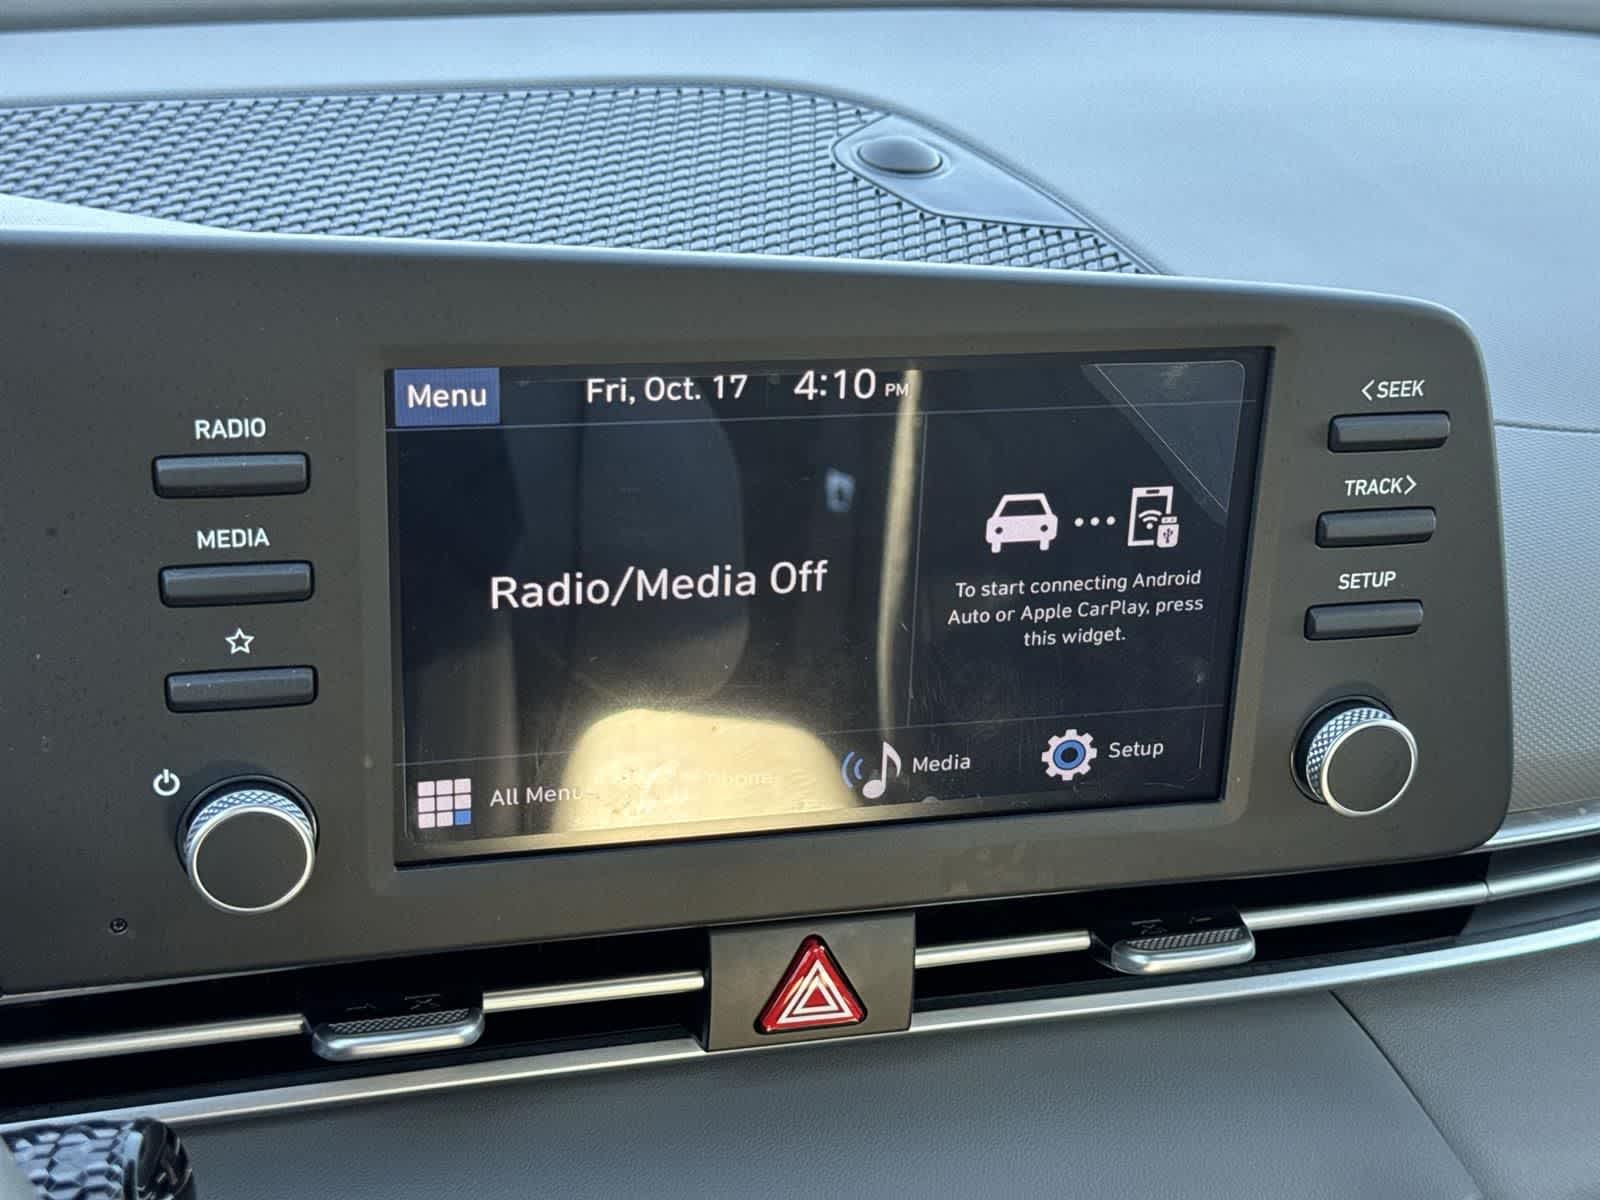 Menu
Fri, Oct. 17
4:10 PM
RADIO
MEDIA
<SEEK
TRACK>
SETUP
Radio/Media Off
To start connecting Android
Auto or Apple CarPlay, press
this widget.
All Menu
Phone
Media
Setup